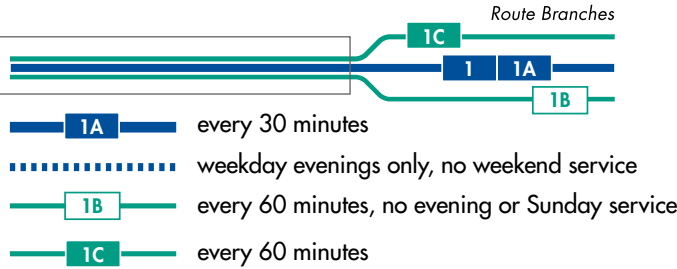 Route Branches
1C
1 1A
1B
1A every 30 minutes
weekday evenings only, no weekend service
1B every 60 minutes, no evening or Sunday service
1C every 60 minutes